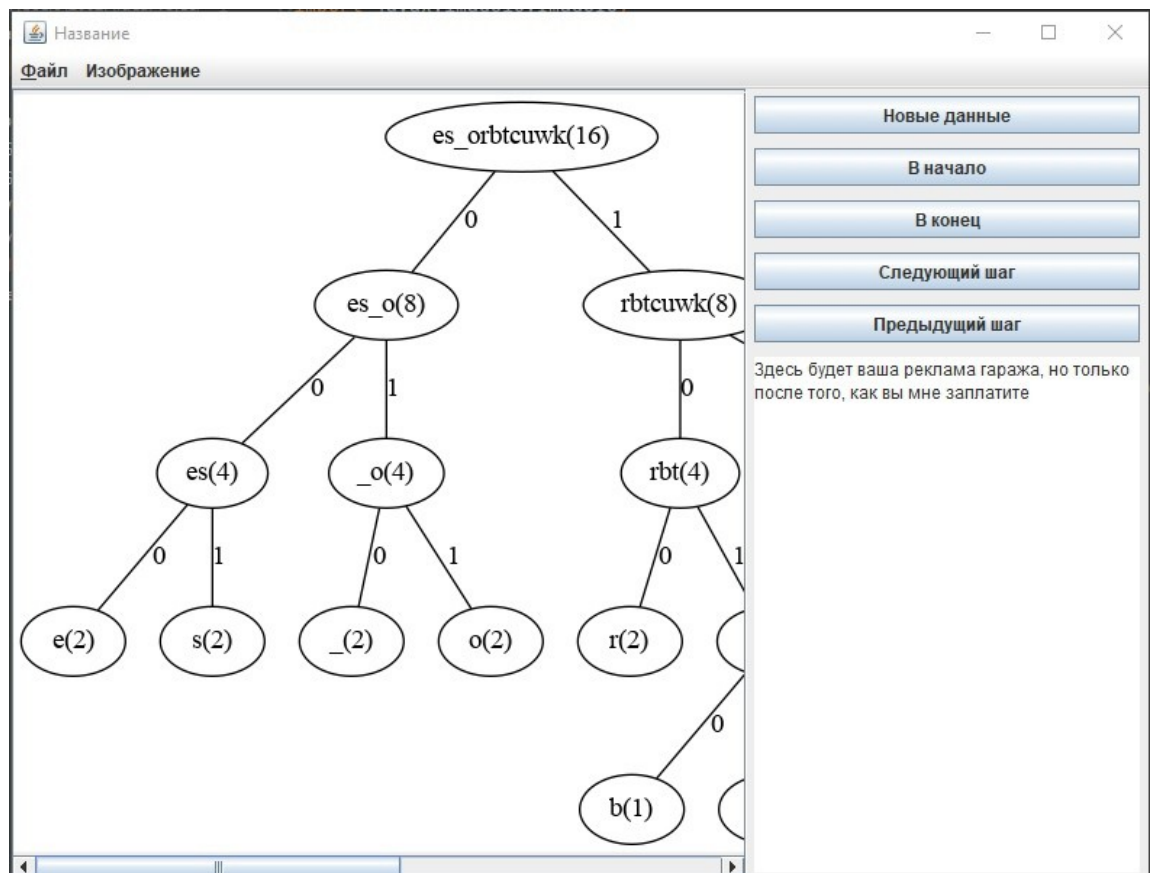 Название
Файл Изображение
es_orbtcuwk(16)
0 1
es_o(8) rbtcuwk(8)
0 1 0
es(4) _o(4) rbt(4)
0 1 0 1 0 1
e(2) s(2) _(2) o(2) r(2)
0
b(1)
Новые данные
В начало
В конец
Следующий шаг
Предыдущий шаг
Здесь будет ваша реклама гаража, но только
после того, как вы мне заплатите